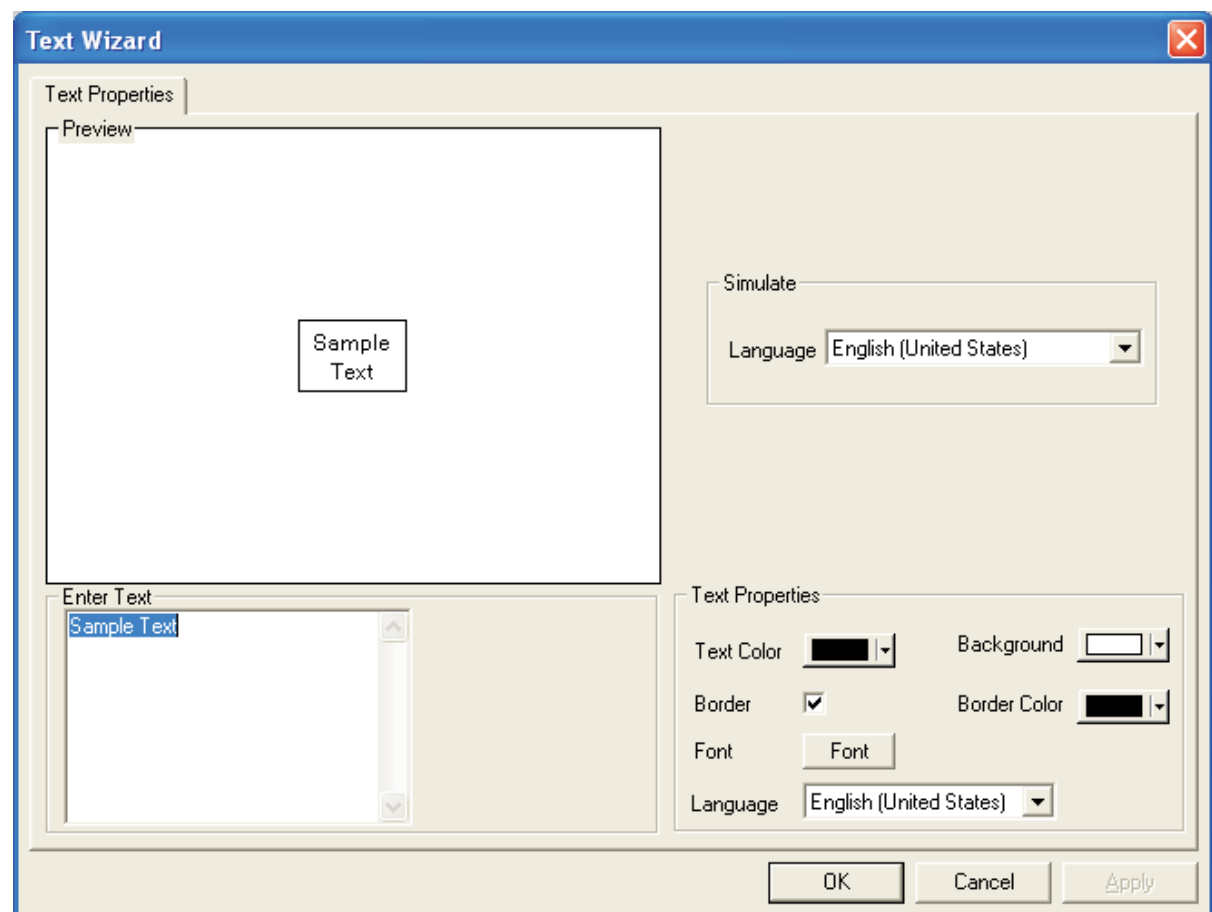 Text Wizard
Text Properties
Preview
Sample
Text
Simulate
Language English (United States)
Enter Text
Sample Text
Text Properties
Text Color Background
Border Border Color
Font Font
Language English (United States)
OK Cancel Apply